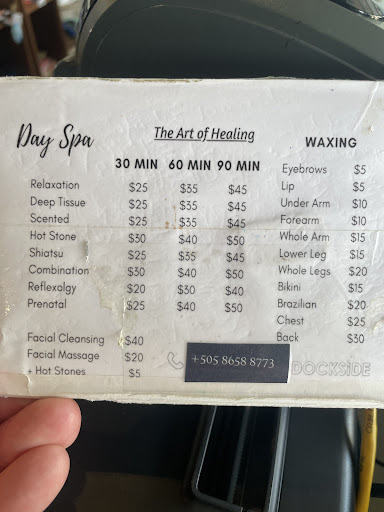 Day Spa
The Art of Healing
30 MIN 60 MIN 90 MIN
Relaxation $25 $35 $45
Deep Tissue $25 $35 $45
Scented $25 $35 $45
Hot Stone $30 $40 $50
Shiatsu $25 $35 $45
Combination $30 $40 $50
Reflexolgy $20 $30 $40
Prenatal $25 $40 $50
Facial Cleansing $40
Facial Massage $20
+ Hot Stones $5
WAXING
Eyebrows $5
Lip $5
Under Arm $10
Forearm $10
Whole Arm $15
Lower Leg $15
Whole Legs $20
Bikini $15
Brazilian $20
Chest $25
Back $30
+505 8658 8773
DOCKSIDE